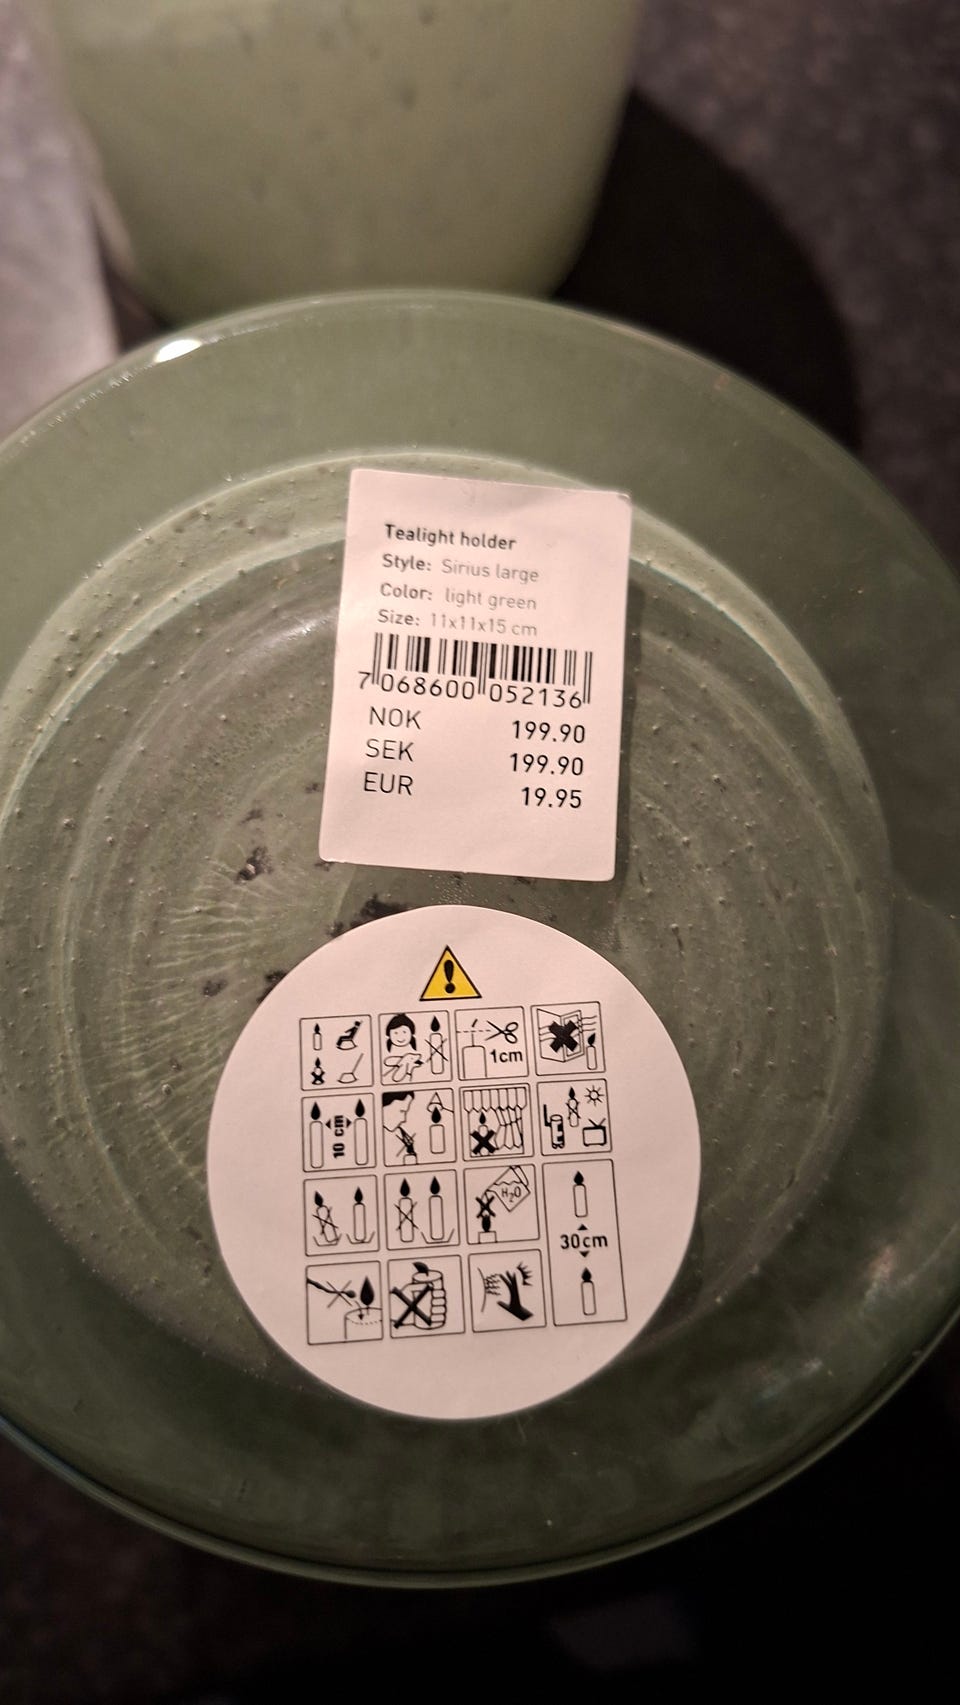 Tealight holder
Style: Sirius large
Color: light green
Size: 11x11x15 cm
7 068600 052136
NOK 199.90
SEK 199.90
EUR 19.95
1cm
10 cm
H₂O
30cm